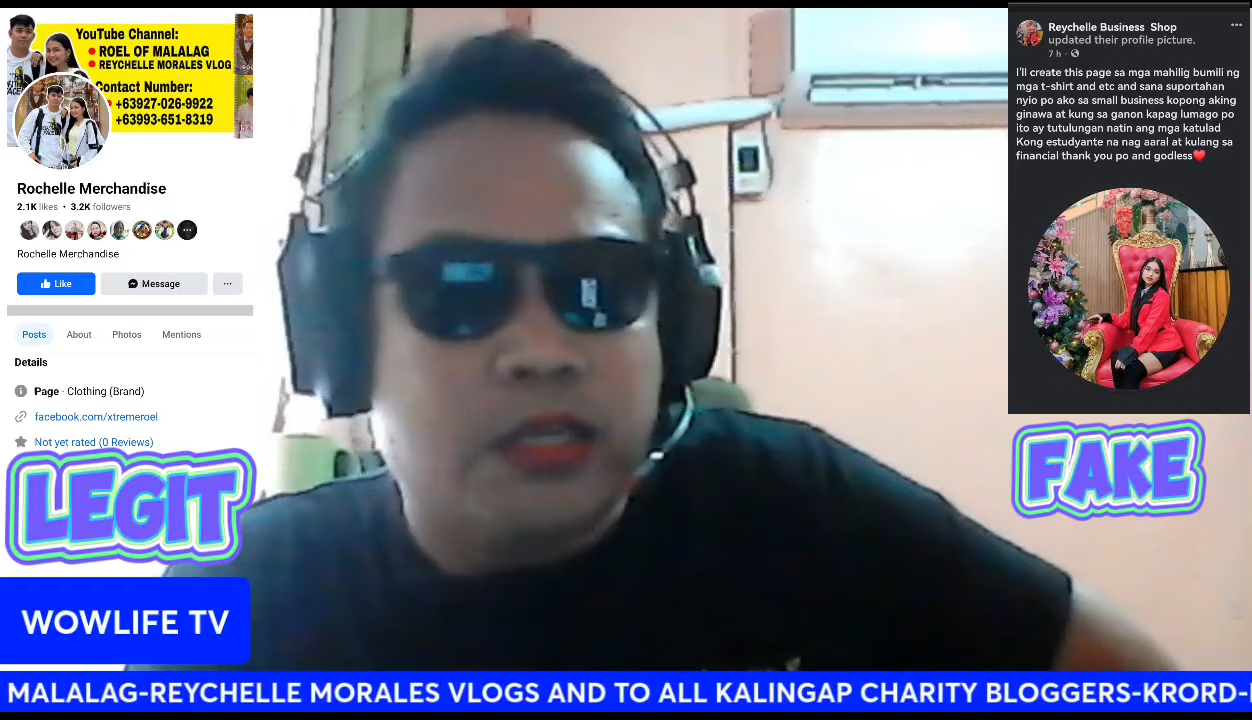 YouTube Channel:
ROEL OF MALALAG
REYCHELLE MORALES VLOG
Contact Number:
+63927-026-9922
+63993-651-8319
Rochelle Merchandise
2.1K likes • 3.2K followers
Rochelle Merchandise
Like
Message
Posts
About
Photos
Mentions
Details
Page · Clothing (Brand)
facebook.com/xtremeroel
Not yet rated (0 Reviews)
LEGIT
WOWLIFE TV
Reychelle Business Shop
updated their profile picture.
7 h ·
I'll create this page sa mga mahilig bumili ng
mga t-shirt and etc and sana suportahan
nyio po ako sa small business kopong aking
ginawa at kung sa ganon kapag lumago po
ito ay tutulungan natin ang mga katulad
Kong estudyante na nag aaral at kulang sa
financial thank you po and godless❤️
FAKE
MALALAG-REYCHELLE MORALES VLOGS AND TO ALL KALINGAP CHARITY BLOGGERS-KRORD-